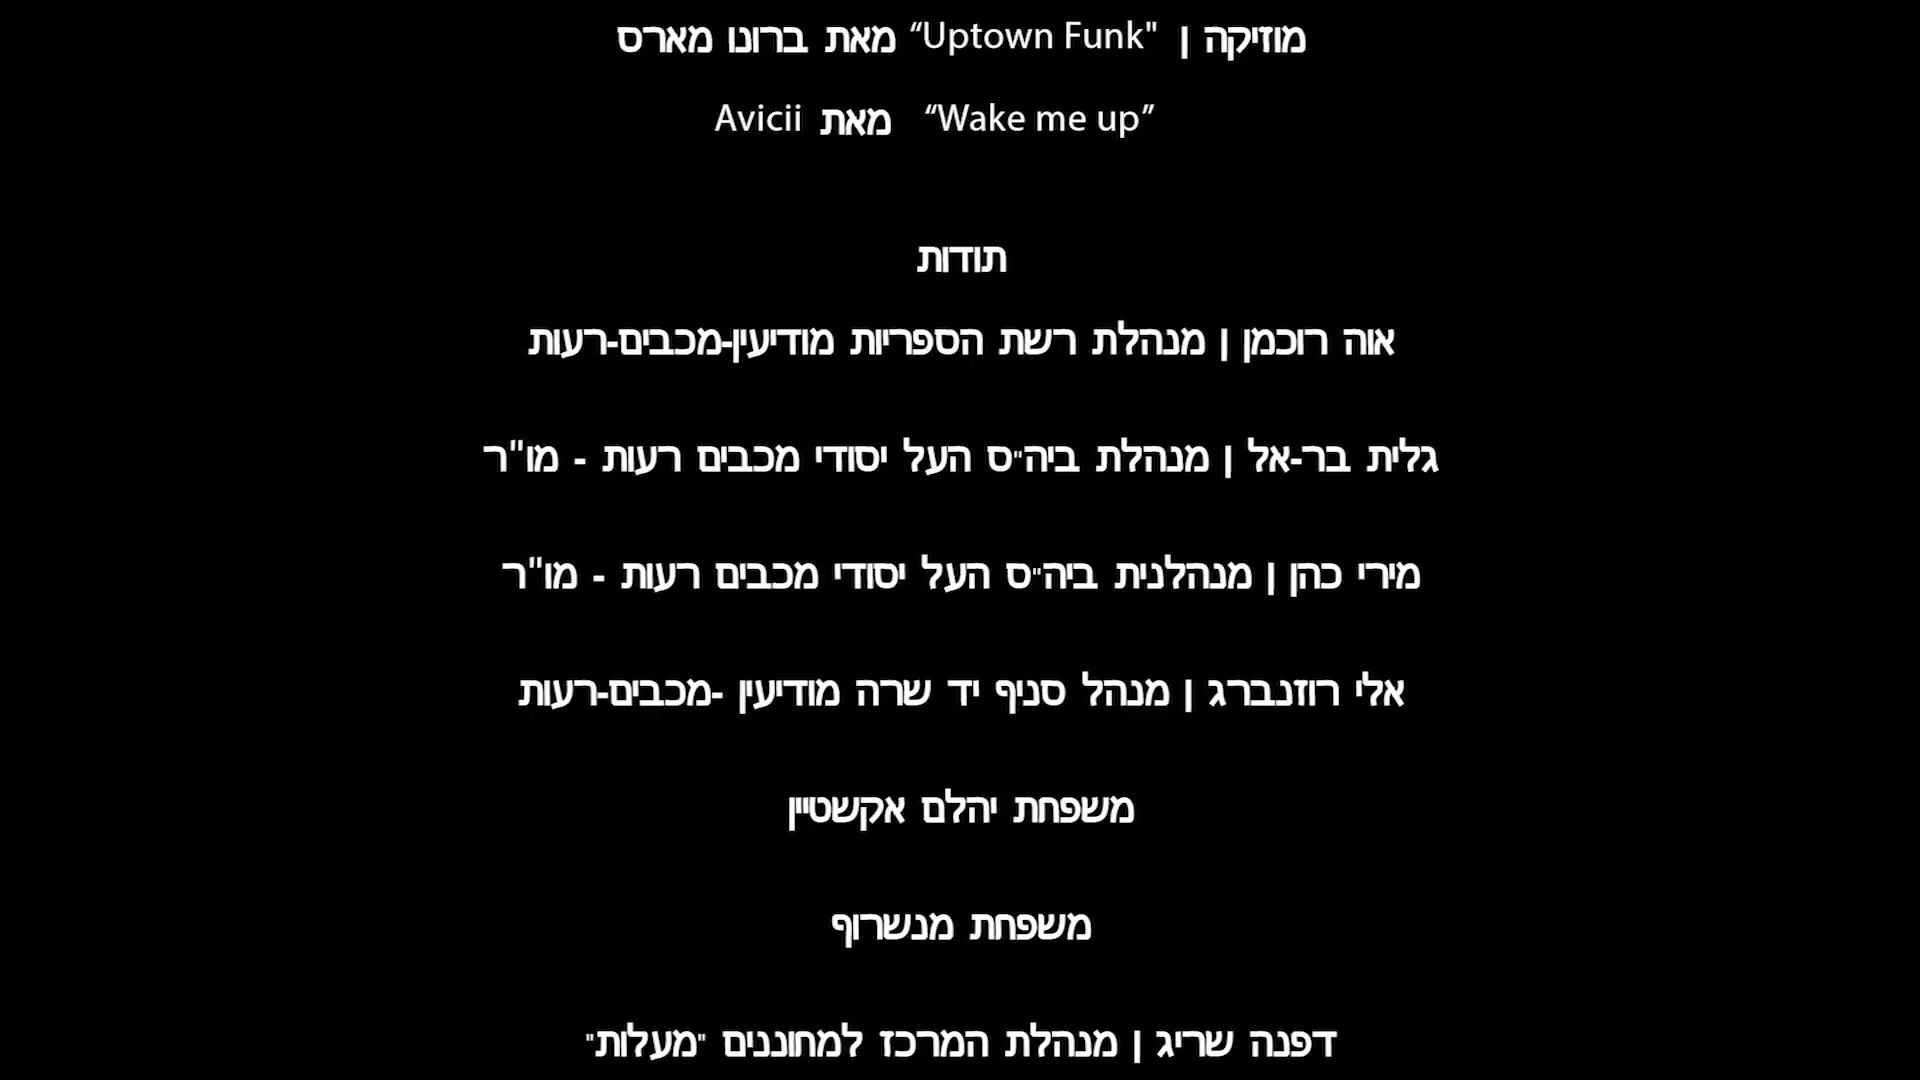 מוזיקה | “Uptown Funk" מאת ברונו מארס
“Wake me up” מאת Avicii
תודות
אוה רוכמן | מנהלת רשת הספריות מודיעין-מכבים-רעות
גלית בר-אל | מנהלת ביה"ס העל יסודי מכבים רעות - מו"ר
מירי כהן | מנהלנית ביה"ס העל יסודי מכבים רעות - מו"ר
אלי רוזנברג | מנהל סניף יד שרה מודיעין -מכבים-רעות
משפחת יהלם אקשטיין
משפחת מנשרוף
דפנה שריג | מנהלת המרכז למחוננים "מעלות"